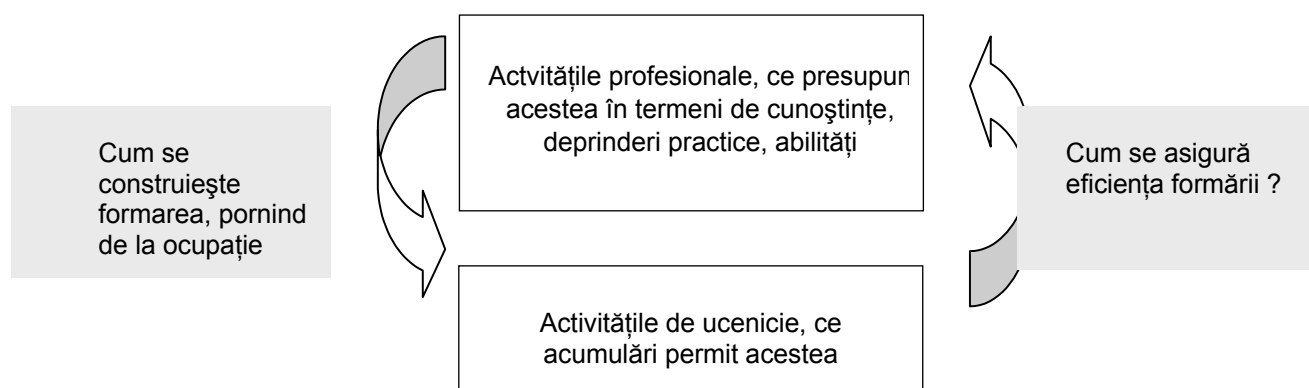 Actvitățile profesionale, ce presupun
acestea în termeni de cunoştințe,
deprinderi practice, abilități
Cum se
construieşte
formarea, pornind
de la ocupație
Cum se asigură
eficiența formării ?
Activitățile de ucenicie, ce
acumulări permit acestea